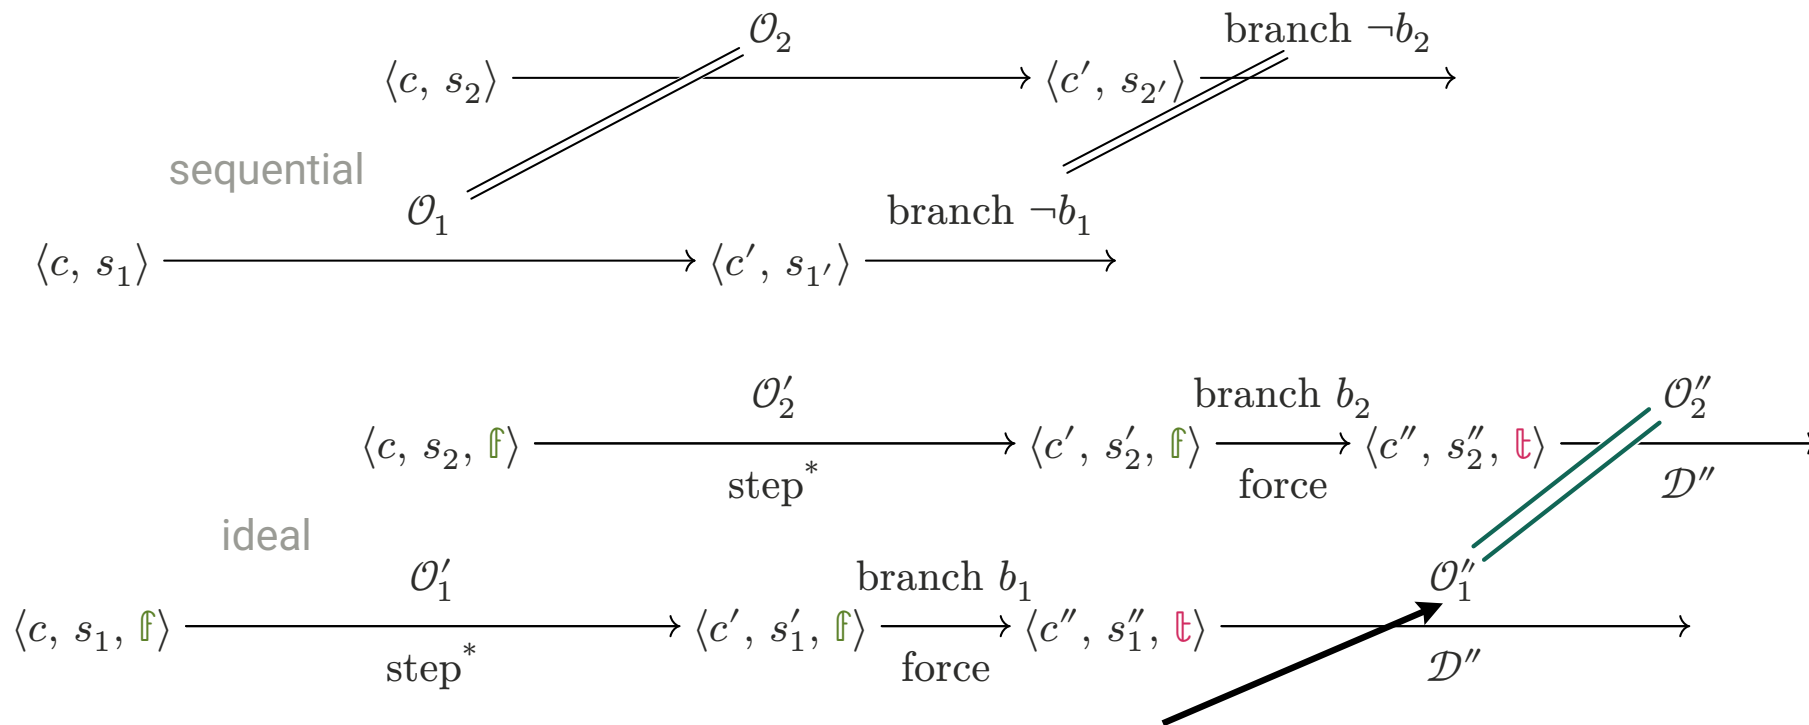 𝒪₂ branch ¬b₂
⟨c, s₂⟩ ⟨c′, s₂′⟩
sequential
𝒪₁ branch ¬b₁
⟨c, s₁⟩ ⟨c′, s₁′⟩
𝒪′₂ branch b₂ 𝒪″₂
⟨c, s₂, 𝕗⟩ ⟨c′, s′₂, 𝕗⟩ ⟨c″, s″₂, 𝕥⟩
step* force 𝒟″
ideal
𝒪′₁ branch b₁ 𝒪″₁
⟨c, s₁, 𝕗⟩ ⟨c′, s′₁, 𝕗⟩ ⟨c″, s″₁, 𝕥⟩
step* force 𝒟″